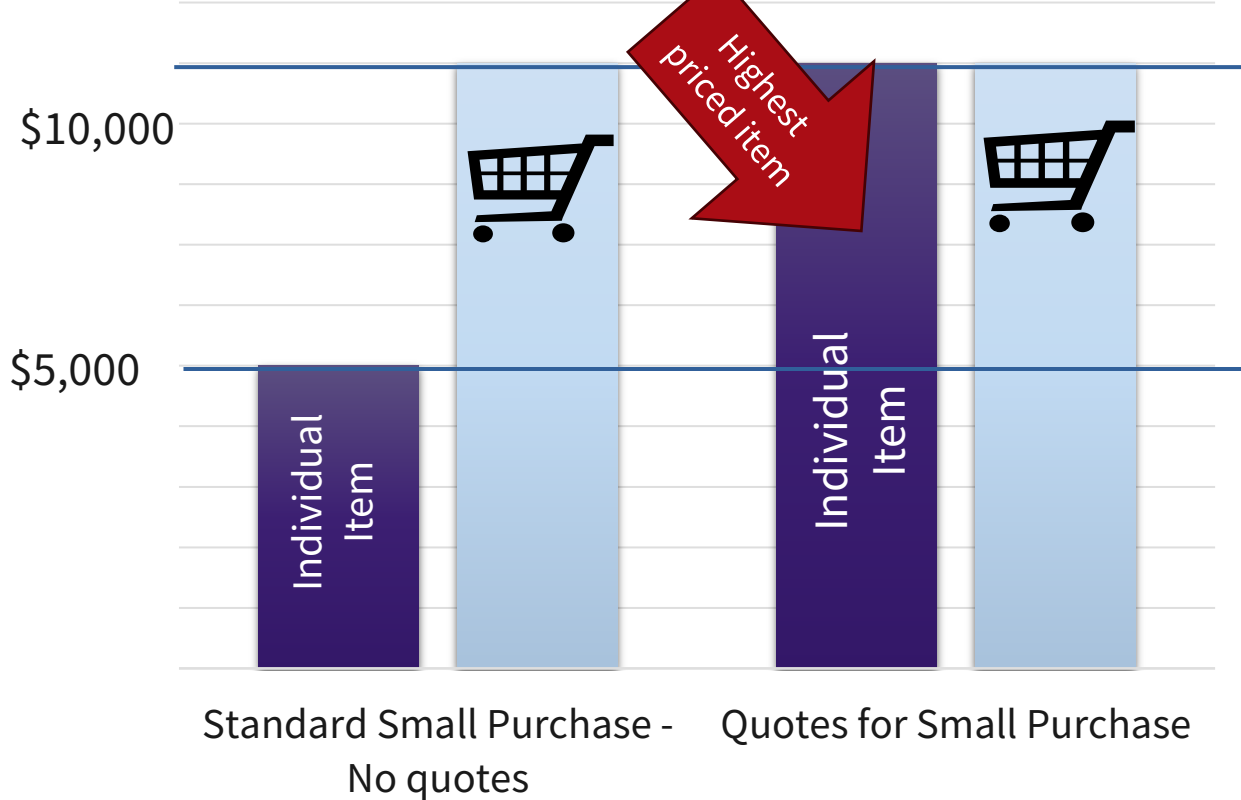 Highest
priced item
$10,000
$5,000
Individual
Item
Individual
Item
Standard Small Purchase -
No quotes
Quotes for Small Purchase